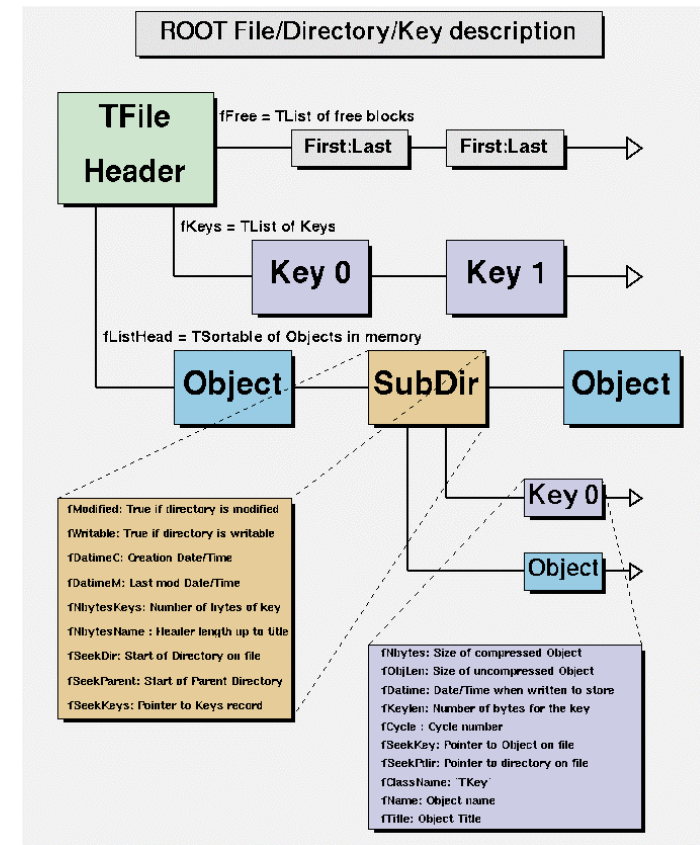 ROOT File/Directory/Key description
TFile
Header
fFree = TList of free blocks
First:Last
First:Last
fKeys = TList of Keys
Key 0
Key 1
fListHead = TSortable of Objects in memory
Object
SubDir
Object
Key 0
Object
fModified: True if directory is modified
fWritable: True if directory is writable
fDatimeC: Creation Date/Time
fDatimeM: Last mod Date/Time
fNbytesKeys: Number of bytes of key
fNbytesName : Header length up to title
fSeekDir: Start of Directory on file
fSeekParent: Start of Parent Directory
fSeekKeys: Pointer to Keys record
fNbytes: Size of compressed Object
fObjLen: Size of uncompressed Object
fDatime: Date/Time when written to store
fKeylen: Number of bytes for the key
fCycle : Cycle number
fSeekKey: Pointer to Object on file
fSeekPdir: Pointer to directory on file
fClassName: 'TKey'
fName: Object name
fTitle: Object Title